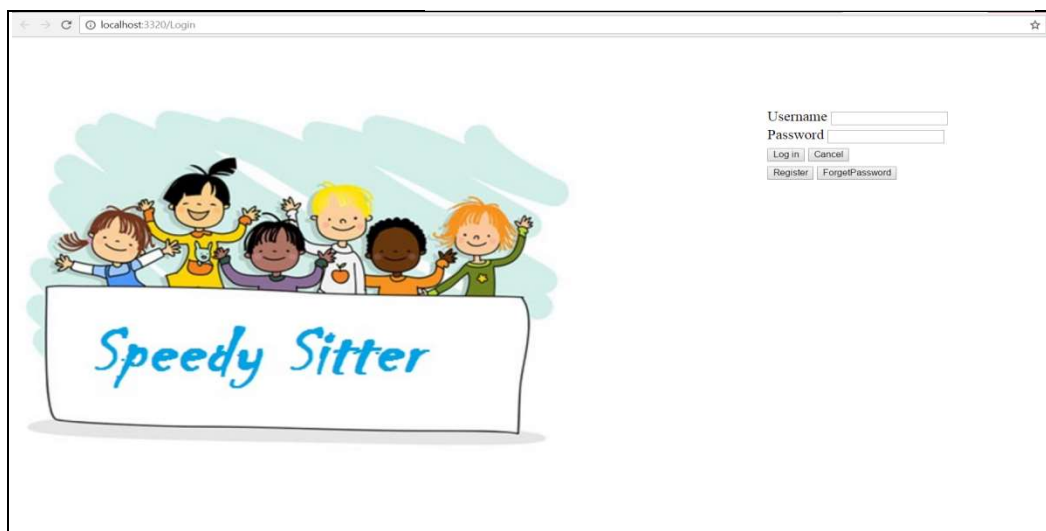 localhost:3320/Login
Username
Password
Log in Cancel
Register ForgetPassword
Speedy Sitter